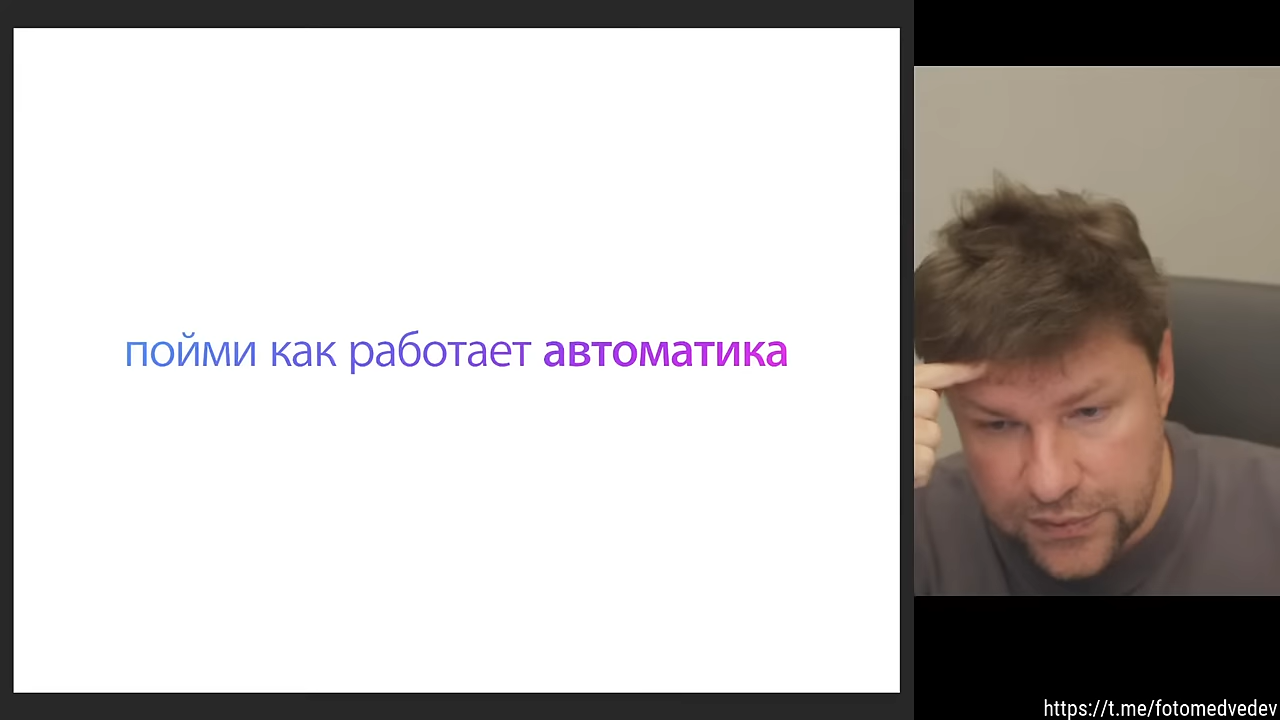 пойми как работает автоматика
https://t.me/fotomedvedev